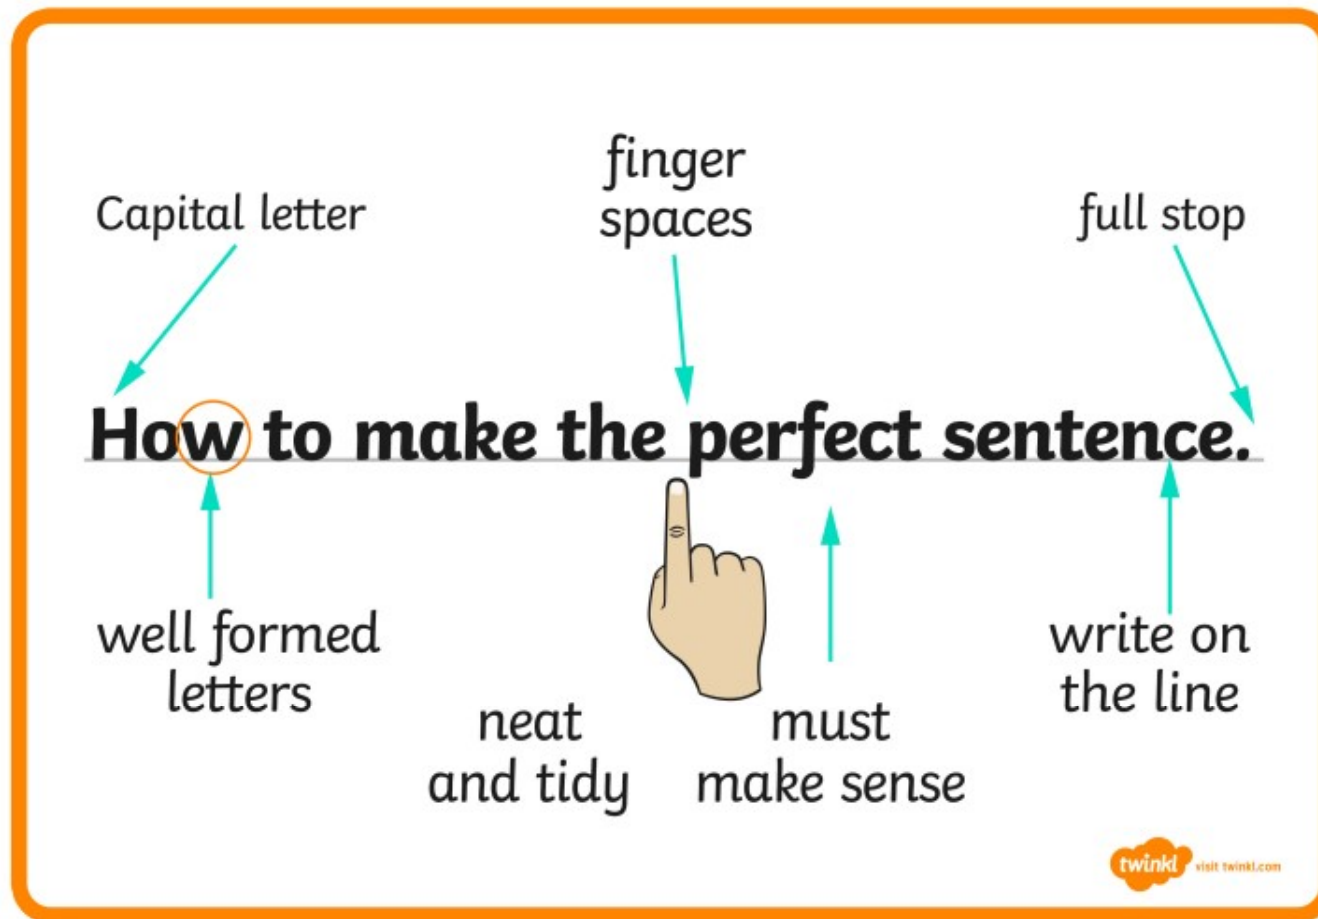 finger
spaces
Capital letter
full stop
How to make the perfect sentence.
well formed
letters
neat
and tidy
must
make sense
write on
the line
twinkl visit twinkl.com